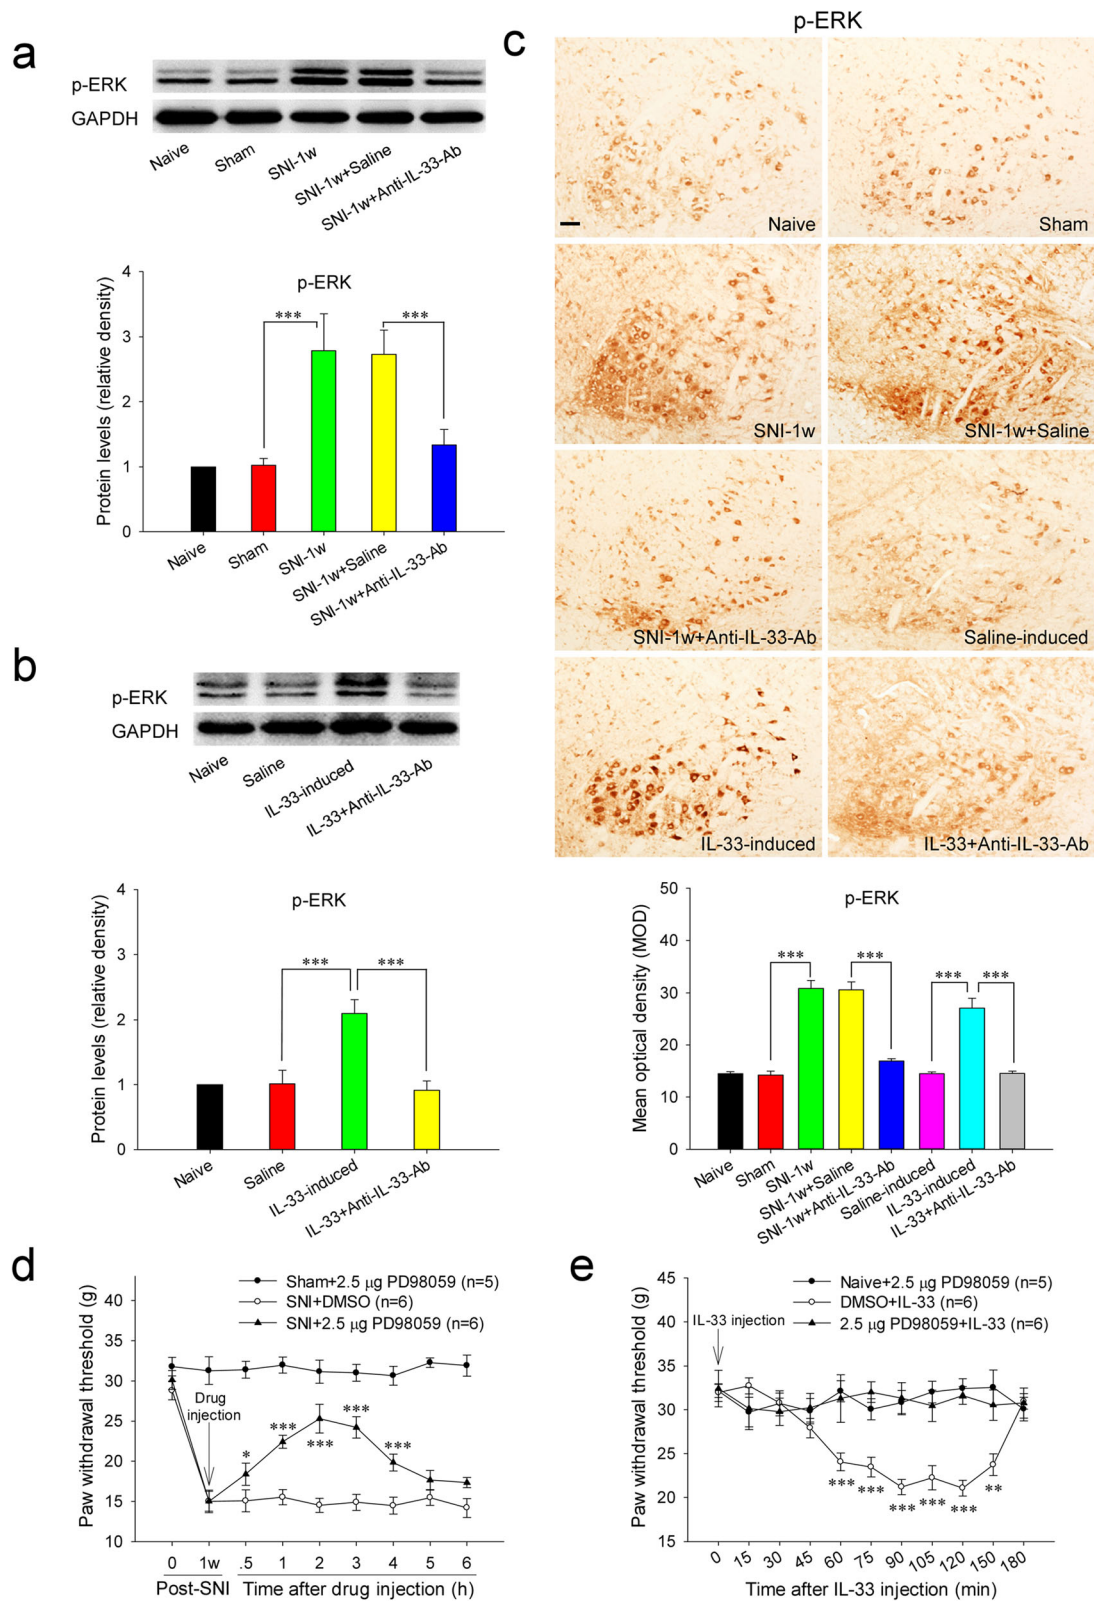 a
p-ERK
GAPDH
Naive
Sham
SNI-1w
SNI-1w+Saline
SNI-1w+Anti-IL-33-Ab
p-ERK
Protein levels (relative density)
4
3
2
1
0
***
***
Naive
Sham
SNI-1w
SNI-1w+Saline
SNI-1w+Anti-IL-33-Ab
b
p-ERK
GAPDH
Naive
Saline
IL-33-induced
IL-33+Anti-IL-33-Ab
p-ERK
Protein levels (relative density)
4
3
2
1
0
***
***
Naive
Saline
IL-33-induced
IL-33+Anti-IL-33-Ab
c
p-ERK
Naive
Sham
SNI-1w
SNI-1w+Saline
SNI-1w+Anti-IL-33-Ab
Saline-induced
IL-33-induced
IL-33+Anti-IL-33-Ab
p-ERK
Mean optical density (MOD)
50
40
30
20
10
0
***
***
***
***
Naive
Sham
SNI-1w
SNI-1w+Saline
SNI-1w+Anti-IL-33-Ab
Saline-induced
IL-33-induced
IL-33+Anti-IL-33-Ab
d
Sham+2.5 μg PD98059 (n=5)
SNI+DMSO (n=6)
SNI+2.5 μg PD98059 (n=6)
Paw withdrawal threshold (g)
40
35
30
25
20
15
10
Drug
injection
*
***
***
***
***
0 1w .5 1 2 3 4 5 6
Post-SNI Time after drug injection (h)
e
Naive+2.5 μg PD98059 (n=5)
DMSO+IL-33 (n=6)
2.5 μg PD98059+IL-33 (n=6)
Paw withdrawal threshold (g)
45
40
35
30
25
20
15
IL-33 injection
***
***
***
***
***
**
0 15 30 45 60 75 90 105 120 150 180
Time after IL-33 injection (min)